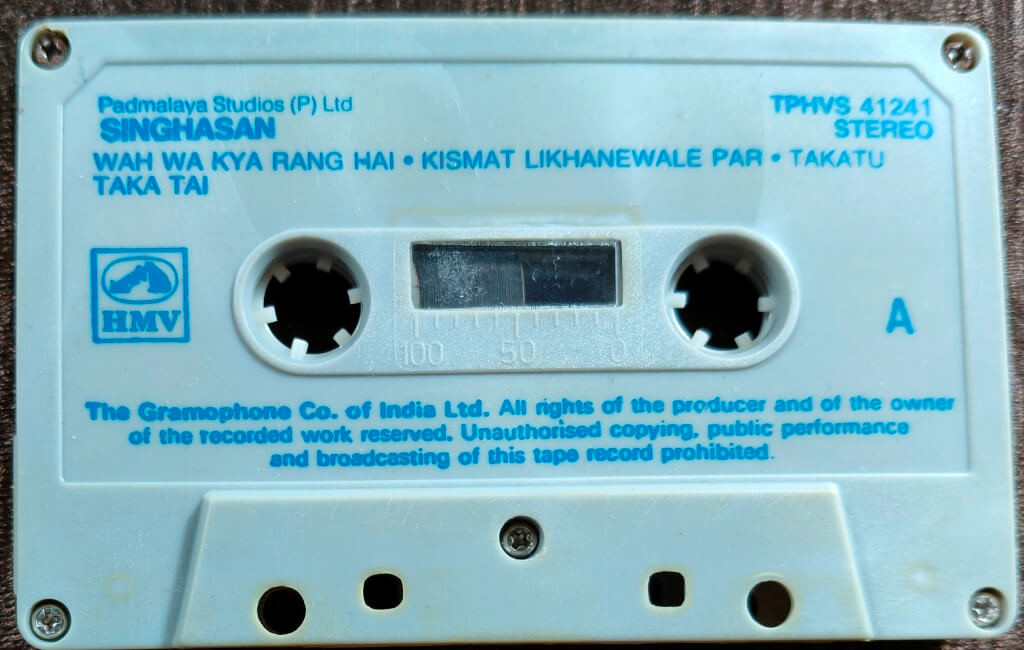 Padmalaya Studios (P) Ltd
SINGHASAN
TPHVS 41241
STEREO
WAH WA KYA RANG HAI • KISMAT LIKHANEWALE PAR • TAKATU
TAKA TAI
HMV
100 50 0
A
The Gramophone Co. of India Ltd. All rights of the producer and of the owner
of the recorded work reserved. Unauthorised copying, public performance
and broadcasting of this tape record prohibited.